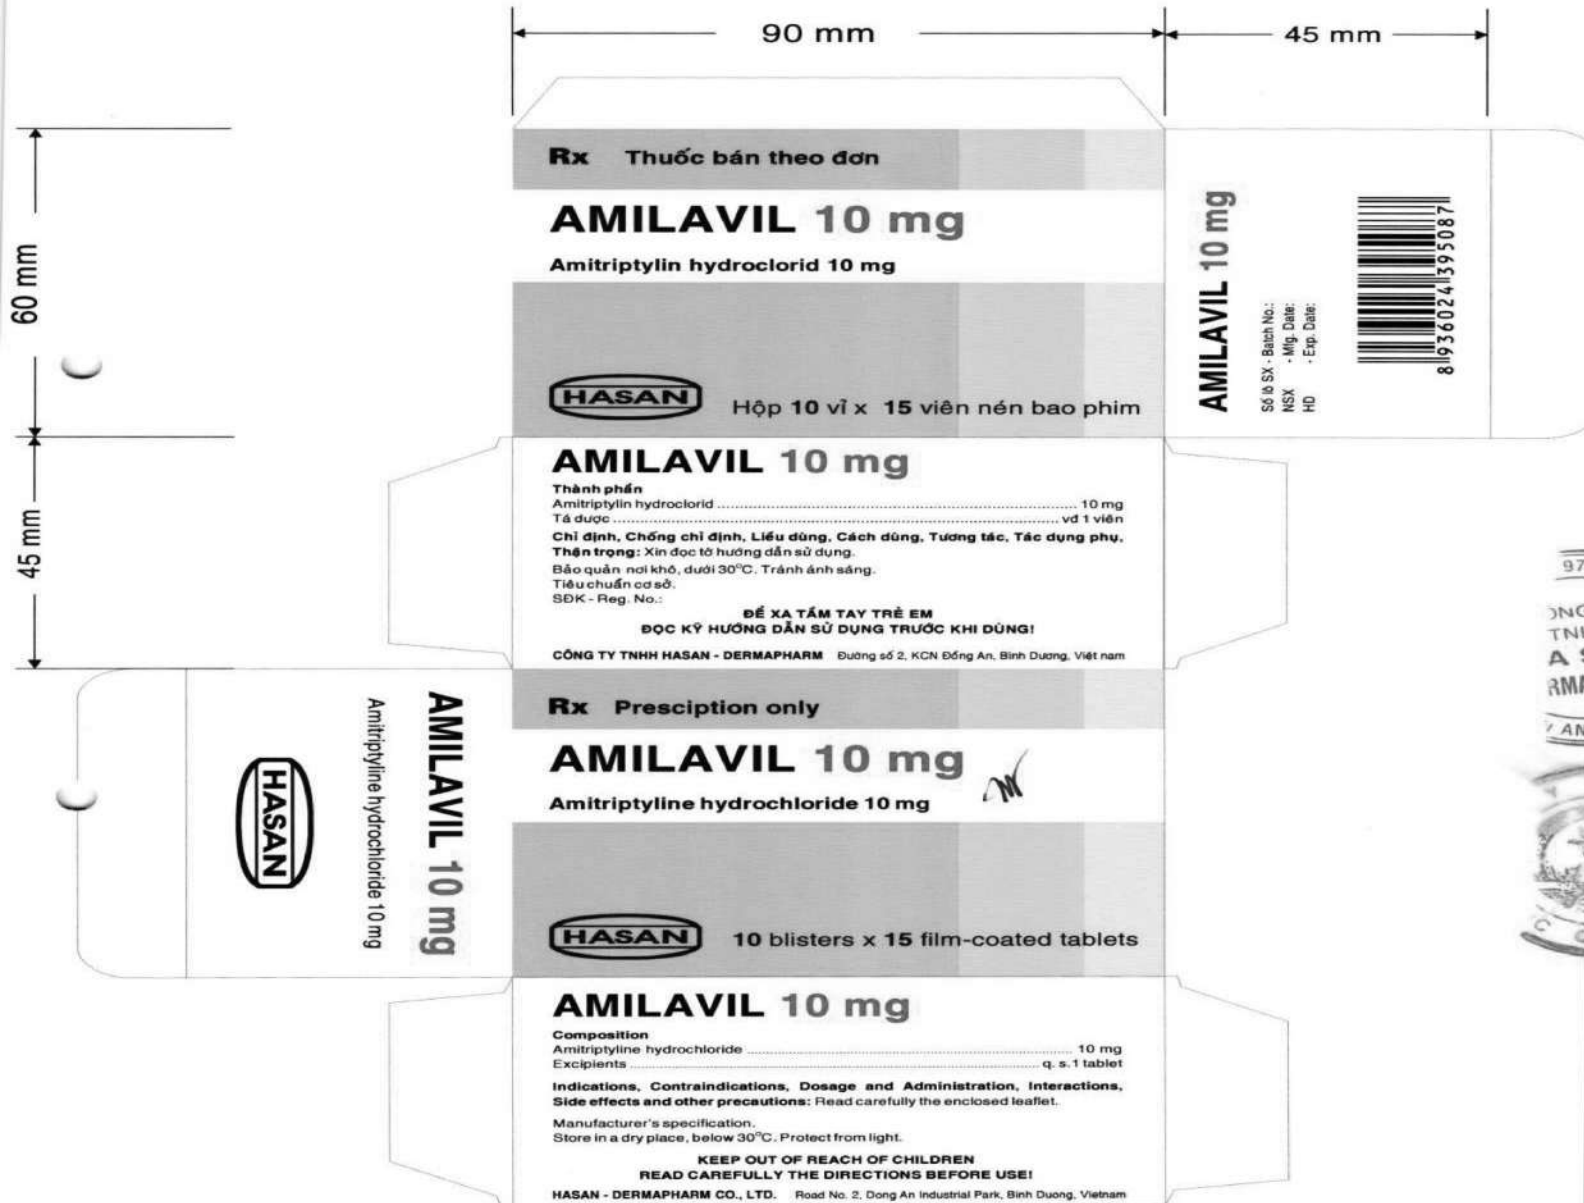 90 mm
45 mm
60 mm
45 mm
Rx Thuốc bán theo đơn
AMILAVIL 10 mg
Amitriptylin hydroclorid 10 mg
HASAN
Hộp 10 vỉ x 15 viên nén bao phim
AMILAVIL 10 mg
Số lô SX - Batch No.:
NSX - Mfg. Date:
HD - Exp. Date:
8 936024 395087
AMILAVIL 10 mg
Thành phần
Amitriptylin hydroclorid ........ 10 mg
Tá dược ........ vđ 1 viên
Chỉ định, Chống chỉ định, Liều dùng, Cách dùng, Tương tác, Tác dụng phụ,
Thận trọng: Xin đọc tờ hướng dẫn sử dụng.
Bảo quản nơi khô, dưới 30°C. Tránh ánh sáng.
Tiêu chuẩn cơ sở.
SĐK - Reg. No.:
ĐỂ XA TẦM TAY TRẺ EM
ĐỌC KỸ HƯỚNG DẪN SỬ DỤNG TRƯỚC KHI DÙNG!
CÔNG TY TNHH HASAN - DERMAPHARM Đường số 2, KCN Đồng An, Bình Dương, Việt nam
Rx Presciption only
AMILAVIL 10 mg
Amitriptyline hydrochloride 10 mg
HASAN
10 blisters x 15 film-coated tablets
AMILAVIL 10 mg
Amitriptyline hydrochloride 10 mg
HASAN
AMILAVIL 10 mg
Composition
Amitriptyline hydrochloride ........ 10 mg
Excipients ........ q. s. 1 tablet
Indications, Contraindications, Dosage and Administration, Interactions,
Side effects and other precautions: Read carefully the enclosed leaflet.
Manufacturer's specification.
Store in a dry place, below 30°C. Protect from light.
KEEP OUT OF REACH OF CHILDREN
READ CAREFULLY THE DIRECTIONS BEFORE USE!
HASAN - DERMAPHARM CO., LTD. Road No. 2, Dong An Industrial Park, Binh Duong, Vietnam